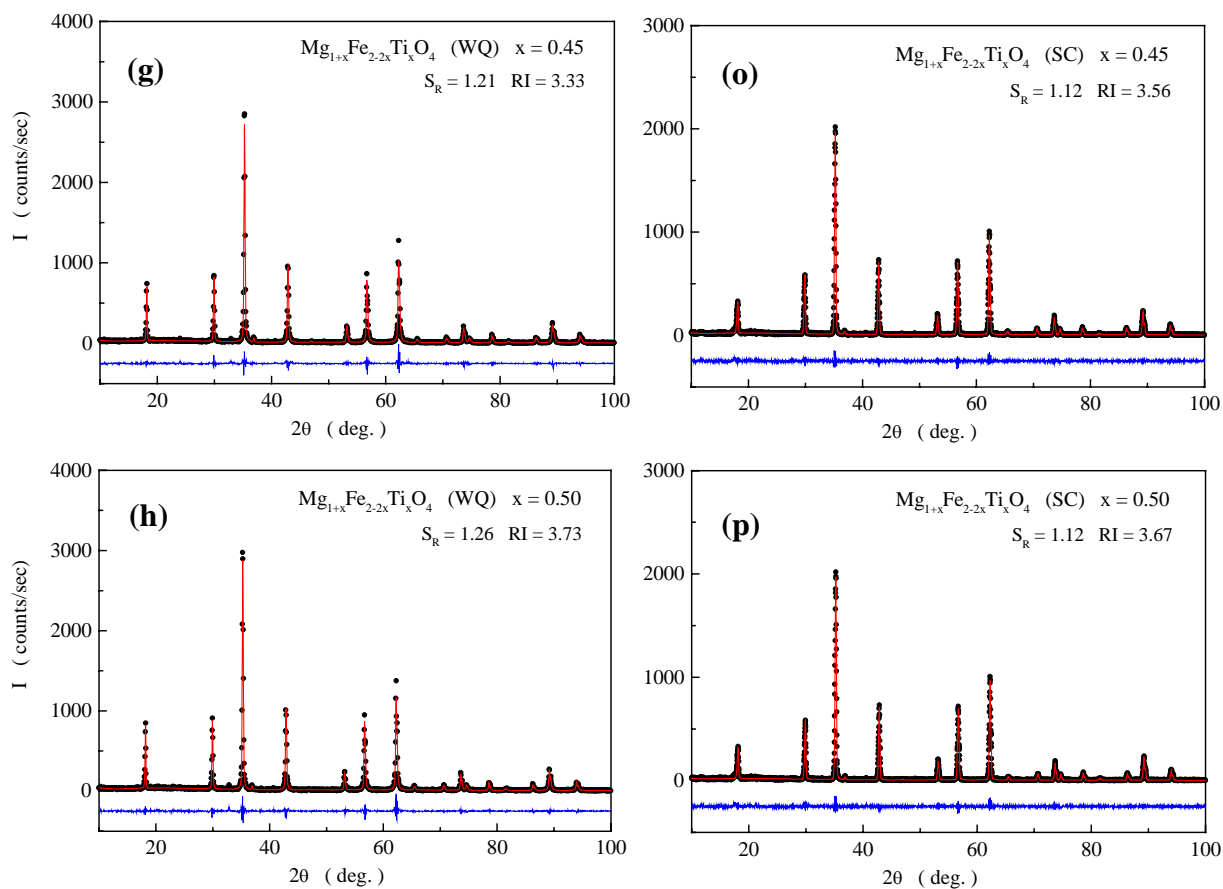 4000
3000
2000
1000
0
I ( counts/sec)
(g)
Mg1+xFe2-2xTixO4 (WQ) x = 0.45
SR = 1.21 RI = 3.33
20 40 60 80 100
2θ ( deg. )
3000
2000
1000
0
(o)
Mg1+xFe2-2xTixO4 (SC) x = 0.45
SR = 1.12 RI = 3.56
20 40 60 80 100
2θ ( deg. )
4000
3000
2000
1000
0
I ( counts/sec)
(h)
Mg1+xFe2-2xTixO4 (WQ) x = 0.50
SR = 1.26 RI = 3.73
20 40 60 80 100
2θ ( deg. )
3000
2000
1000
0
(p)
Mg1+xFe2-2xTixO4 (SC) x = 0.50
SR = 1.12 RI = 3.67
20 40 60 80 100
2θ ( deg. )